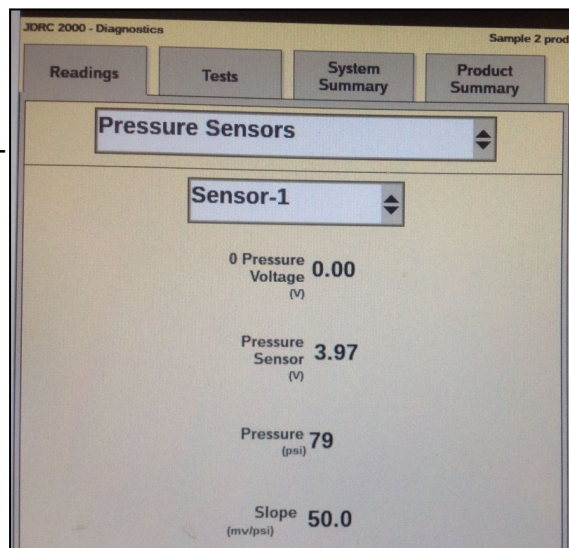 JDRC 2000 - Diagnostics
Sample 2 prod
Readings
Tests
System
Summary
Product
Summary
Pressure Sensors
Sensor-1
0 Pressure
Voltage 0.00
(V)
Pressure
Sensor 3.97
(V)
Pressure 79
(psi)
Slope 50.0
(mv/psi)